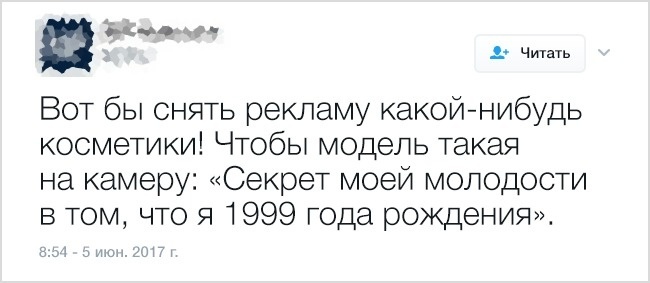 Читать
Вот бы снять рекламу какой-нибудь
косметики! Чтобы модель такая
на камеру: «Секрет моей молодости
в том, что я 1999 года рождения».
8:54 - 5 июн. 2017 г.